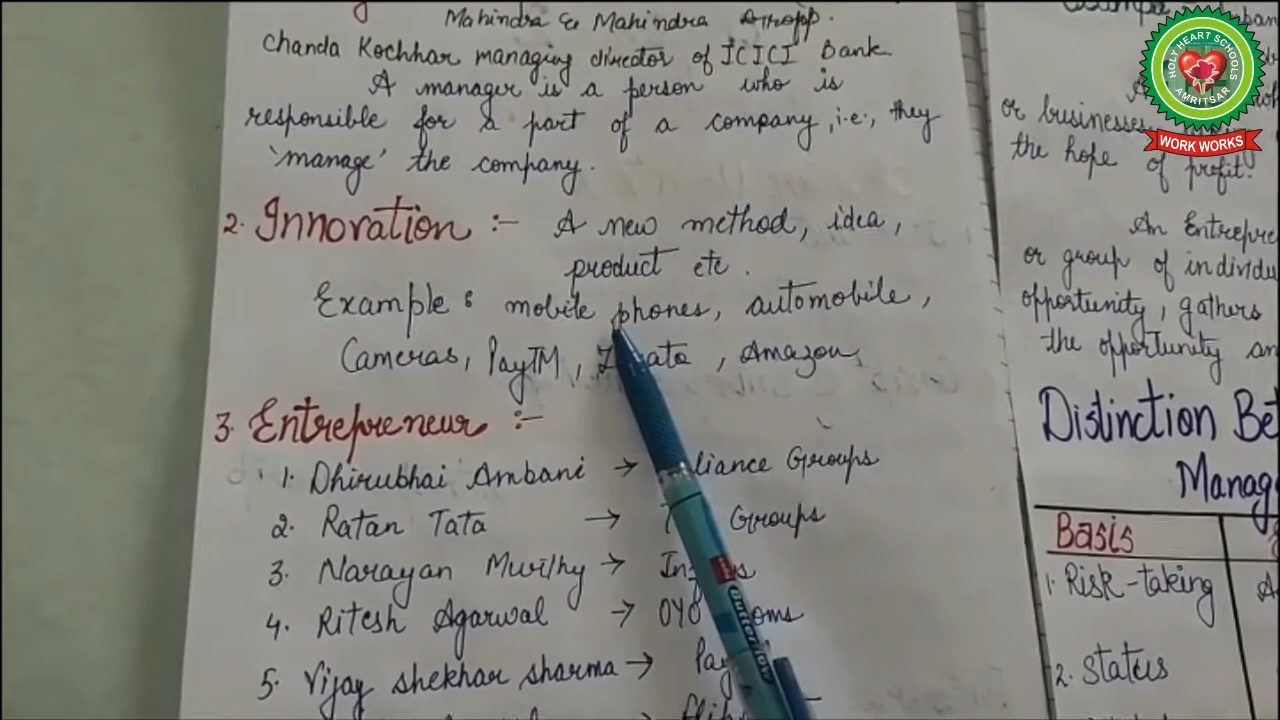 Mahindra & Mahindra
Chanda Kochhar managing director of ICICI Bank
A manager is a person who is
responsible for a part of a company, i.e., they
'manage' the company.
2. Innovation :- A new method, idea,
product etc.
Example : mobile phones, automobile,
Cameras, PayTM, Amazon
3. Entrepreneur :-
1. Dhirubhai Ambani → Groups
2. Ratan Tata → Groups
3. Narayan Murthy →
4. Ritesh Agarwal → OYO
5. Vijay shekhar sharma →
or businesses
the hope of profit.
An Entrepre
or group of individu
opportunity, gathers
the opportunity an
Distinction Be
Manag
Basis
1. Risk-taking
2. Status
HOLY HEART SCHOOLS
AMRITSAR
WORK WORKS